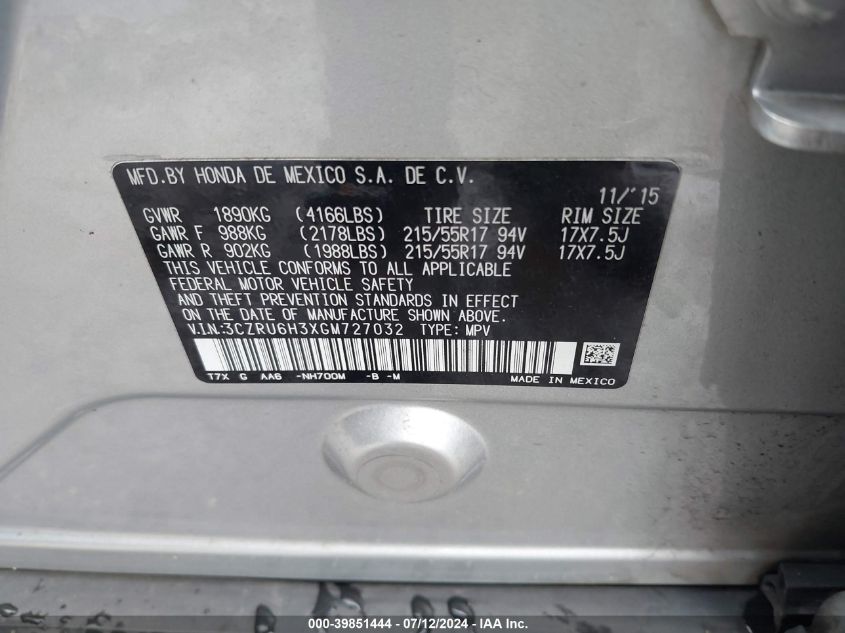 MFD.BY HONDA DE MEXICO S.A. DE C.V.
11/'15
GVWR 1890KG (4166LBS) TIRE SIZE RIM SIZE
GAWR F 988KG (2178LBS) 215/55R17 94V 17X7.5J
GAWR R 902KG (1988LBS) 215/55R17 94V 17X7.5J
THIS VEHICLE CONFORMS TO ALL APPLICABLE
FEDERAL MOTOR VEHICLE SAFETY
AND THEFT PREVENTION STANDARDS IN EFFECT
ON THE DATE OF MANUFACTURE SHOWN ABOVE.
V.I.N:3CZRU6H3XGM727032 TYPE: MPV
T7X G AA6 -NH700M -B -M MADE IN MEXICO
000-39851444 - 07/12/2024 - IAA Inc.